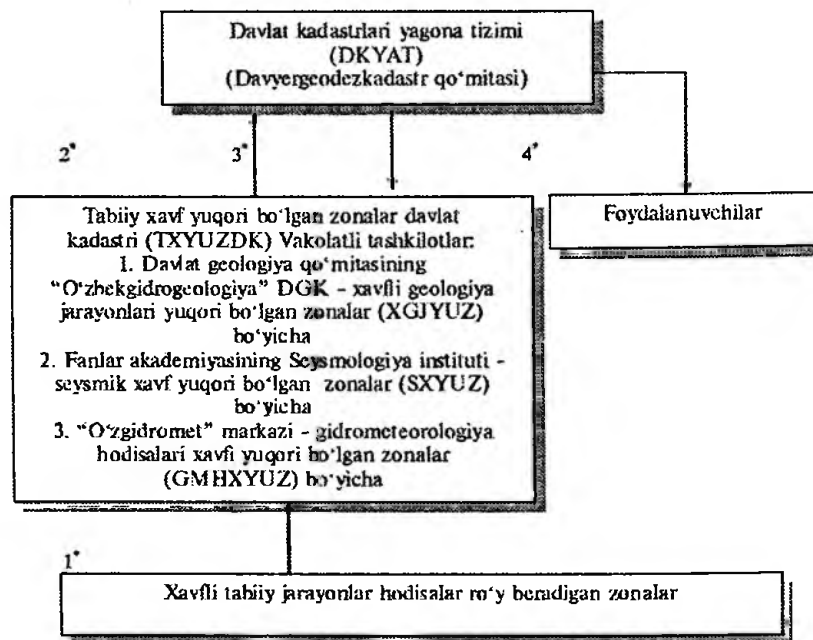 Davlat kadastrlari yagona tizimi
(DKYAT)
(Davyergeodezkadastr qo‘mitasi)
2*
3*
4*
Tabiiy xavf yuqori bo‘lgan zonalar davlat
kadastri (TXYUZDK) Vakolatli tashkilotlar:
1. Davlat geologiya qo‘mitasining
“O‘zhekgidrogeologiya” DGK - xavfli geologiya
jarayonlari yuqori bo‘lgan zonalar (XGJYUZ)
bo‘yicha
2. Fanlar akademiyasining Seysmologiya instituti -
seysmik xavf yuqori bo‘lgan zonalar (SXYUZ)
bo‘yicha
3. “O‘zgidromet” markazi - gidrometeorologiya
hodisalari xavfi yuqori bo‘lgan zonalar
(GMHXYUZ) bo‘yicha
Foydalanuvchilar
1*
Xavfli tabiiy jarayonlar hodisalar ro‘y beradigan zonalar